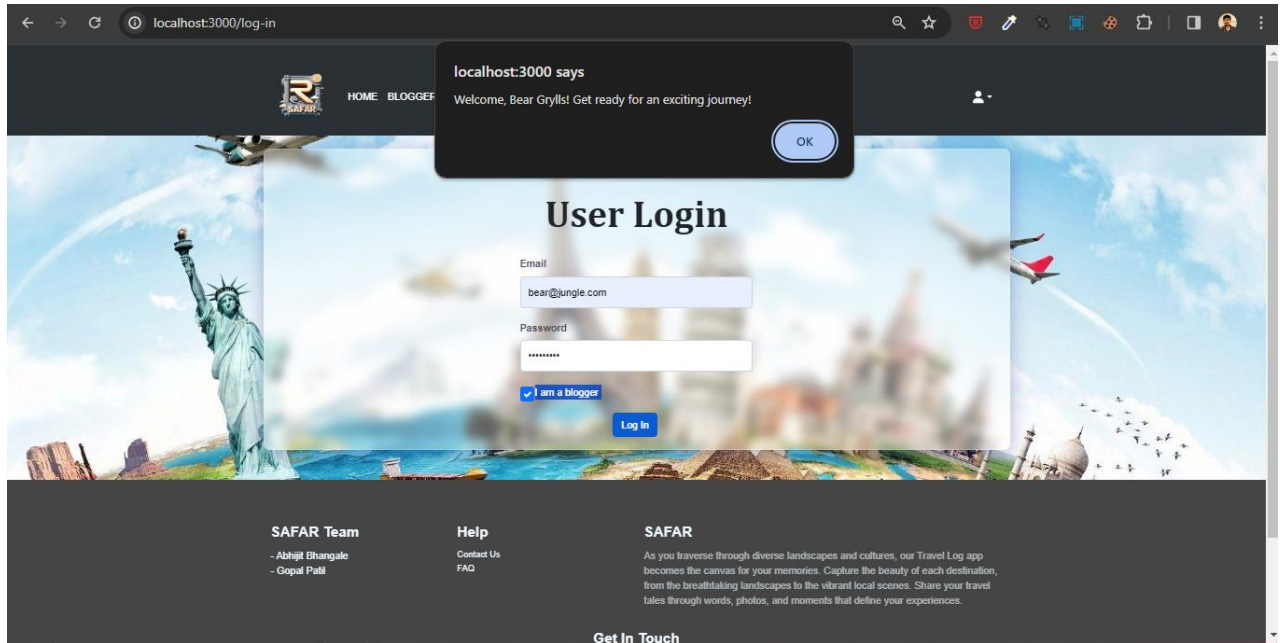 localhost:3000/log-in
localhost:3000 says
Welcome, Bear Grylls! Get ready for an exciting journey!
OK
R
SAFAR
HOME BLOGGER
User Login
Email
bear@jungle.com
Password
•••••••••
I am a blogger
Log In
SAFAR Team
- Abhijit Bhangale
- Gopal Patil
Help
Contact Us
FAQ
SAFAR
As you traverse through diverse landscapes and cultures, our Travel Log app
becomes the canvas for your memories. Capture the beauty of each destination,
from the breathtaking landscapes to the vibrant local scenes. Share your travel
tales through words, photos, and moments that define your experiences.
Get In Touch